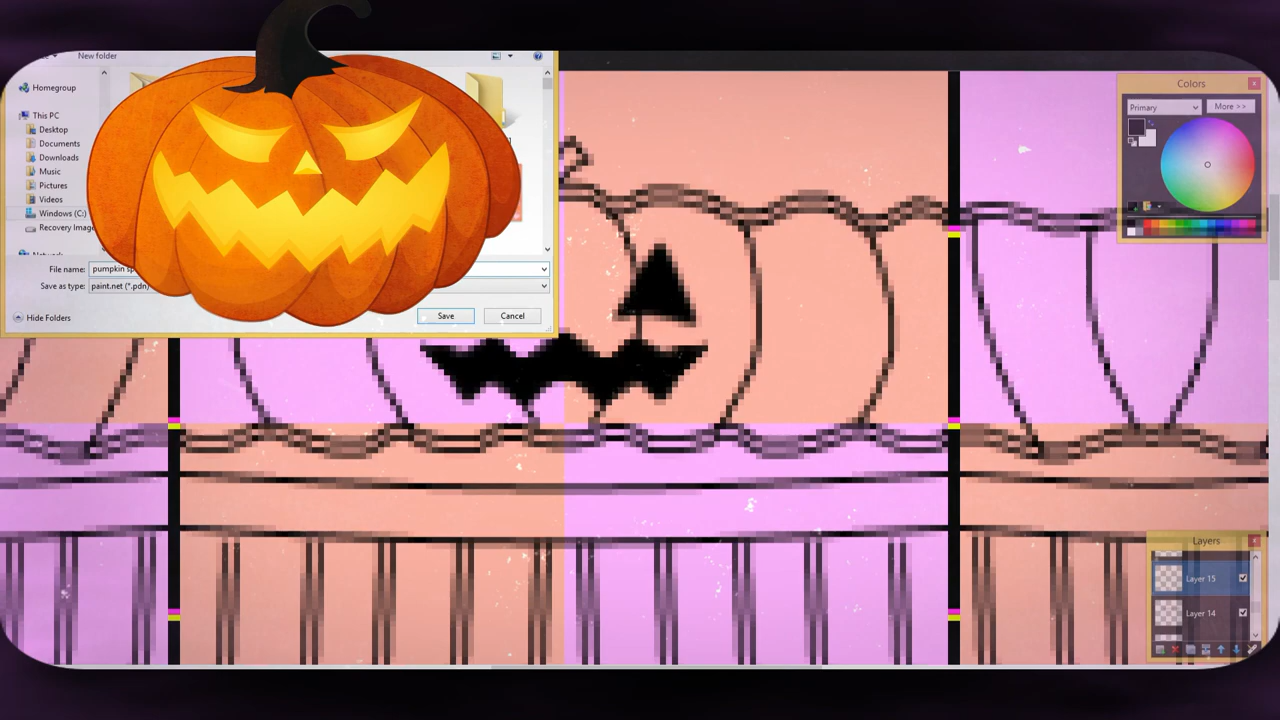 New folder
Homegroup
This PC
Desktop
Documents
Downloads
Music
Pictures
Videos
Windows (C:)
Recovery Image
File name: pumpkin
Save as type: paint.net (*.pdn)
Hide Folders
Save
Cancel
Colors
Primary
More >>
Layers
Layer 15
Layer 14